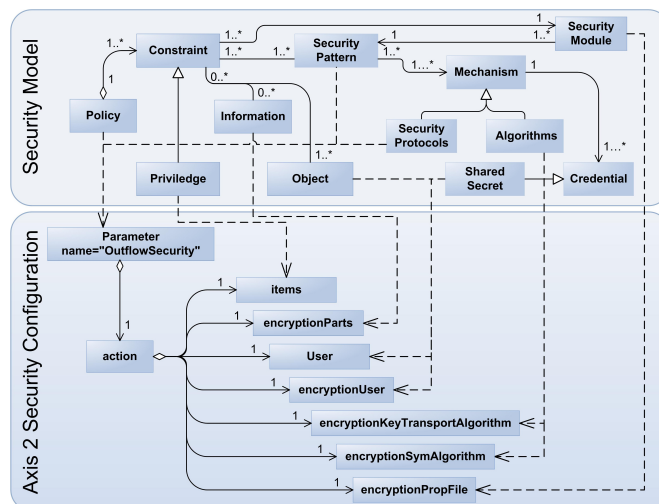 Security Model
1
Security
Module
1..*
1..*
Constraint
1..*
1..*
Security
Pattern
1
1..*
1..*
1…*
Mechanism
1
0..*
0..*
1
Policy
Information
Security
Protocols
Algorithms
1..*
1…*
Priviledge
Object
Shared
Secret
Credential
Axis 2 Security Configuration
Parameter
name="OutflowSecurity"
1
items
1
encryptionParts
1
action
1
User
1
encryptionUser
1
encryptionKeyTransportAlgorithm
1
encryptionSymAlgorithm
1
encryptionPropFile